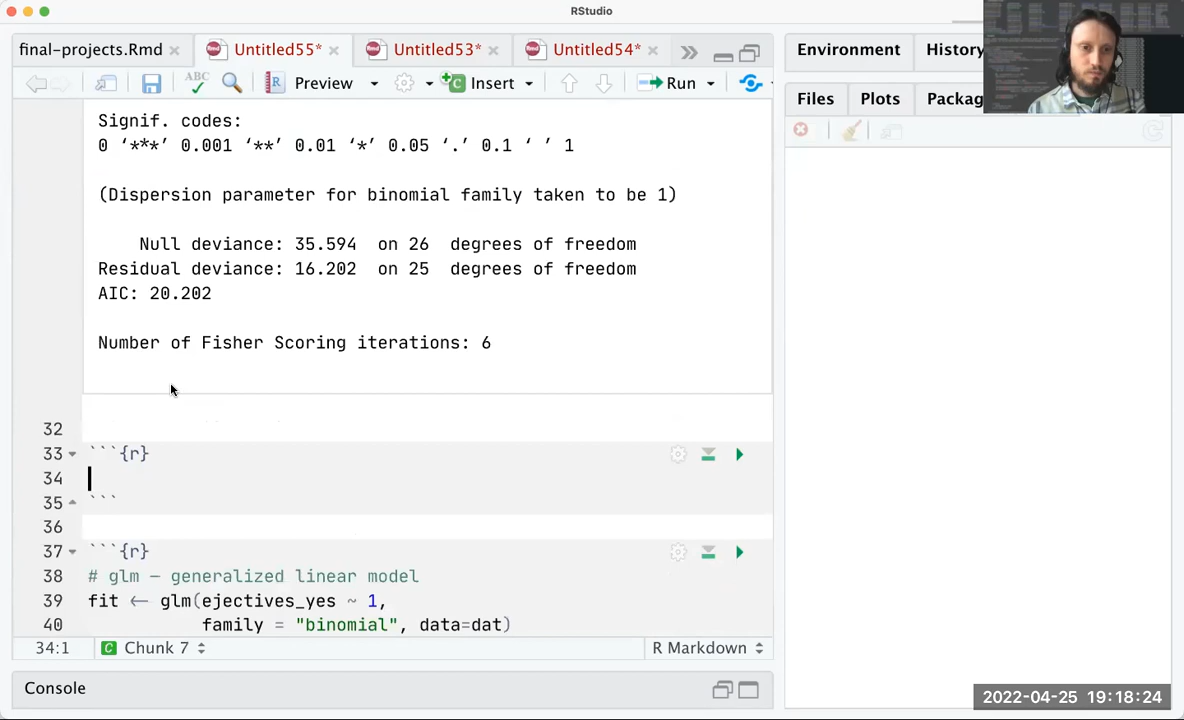 RStudio
final-projects.Rmd
Untitled55*
Untitled53*
Untitled54*
Preview
Insert
Run
Signif. codes:
0 ‘***’ 0.001 ‘**’ 0.01 ‘*’ 0.05 ‘.’ 0.1 ‘ ’ 1
(Dispersion parameter for binomial family taken to be 1)
Null deviance: 35.594 on 26 degrees of freedom
Residual deviance: 16.202 on 25 degrees of freedom
AIC: 20.202
Number of Fisher Scoring iterations: 6
32
33 ```{r}
34
35 ```
36
37 ```{r}
38 # glm – generalized linear model
39 fit <- glm(ejectives_yes ~ 1,
40 family = "binomial", data=dat)
34:1 Chunk 7 R Markdown
Console
Environment
History
Files
Plots
Packag
2022-04-25 19:18:24